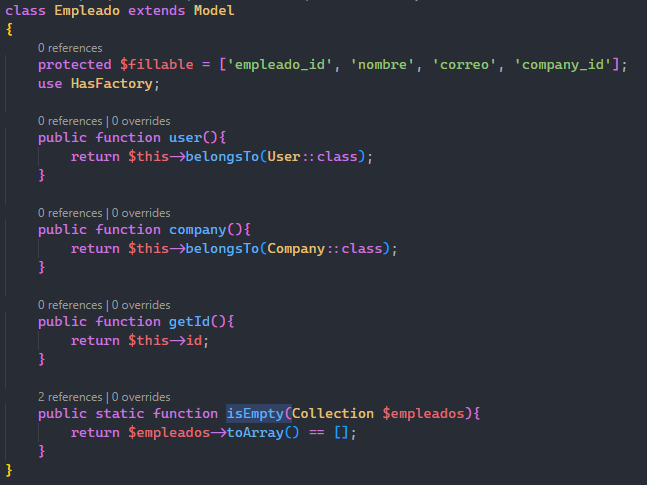 class Empleado extends Model
{
0 references
protected $fillable = ['empleado_id', 'nombre', 'correo', 'company_id'];
use HasFactory;
0 references | 0 overrides
public function user(){
return $this->belongsTo(User::class);
}
0 references | 0 overrides
public function company(){
return $this->belongsTo(Company::class);
}
0 references | 0 overrides
public function getId(){
return $this->id;
}
2 references | 0 overrides
public static function isEmpty(Collection $empleados){
return $empleados->toArray() == [];
}
}